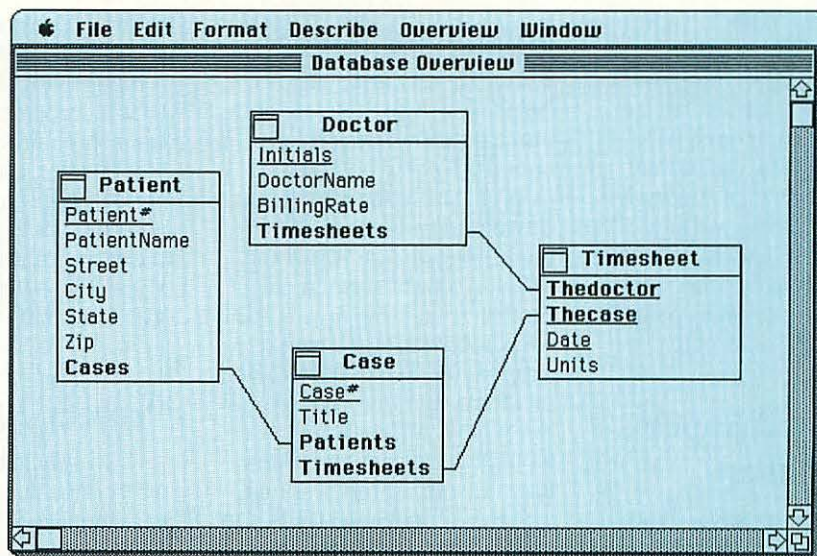 File Edit Format Describe Overview Window
Database Overview
Doctor
Initials
DoctorName
BillingRate
Timesheets
Patient
Patient#
PatientName
Street
City
State
Zip
Cases
Timesheet
Thedoctor
Thecase
Date
Units
Case
Case#
Title
Patients
Timesheets